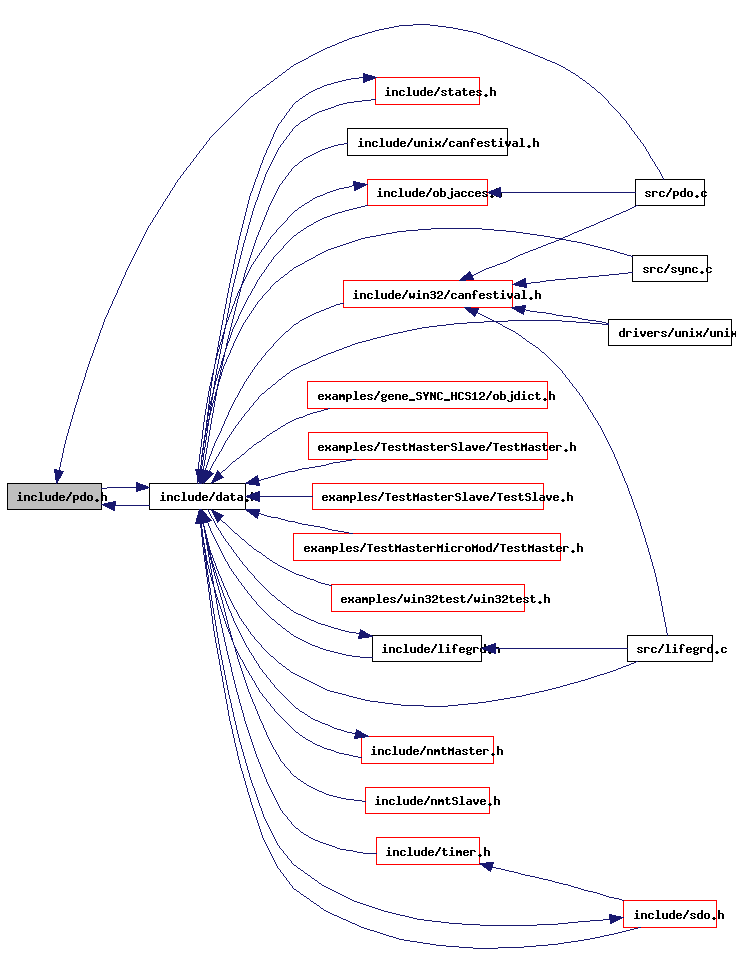 include/states.h
include/unix/canfestival.h
include/objacces.
src/pdo.c
src/sync.c
include/win32/canfestival.h
drivers/unix/unix
examples/gene_SYNC_HCS12/objdict.h
examples/TestMasterSlave/TestMaster.h
include/pdo.h
include/data.
examples/TestMasterSlave/TestSlave.h
examples/TestMasterMicroMod/TestMaster.h
examples/win32test/win32test.h
include/lifegrd.h
src/lifegrd.c
include/nmtMaster.h
include/nmtSlave.h
include/timer.h
include/sdo.h